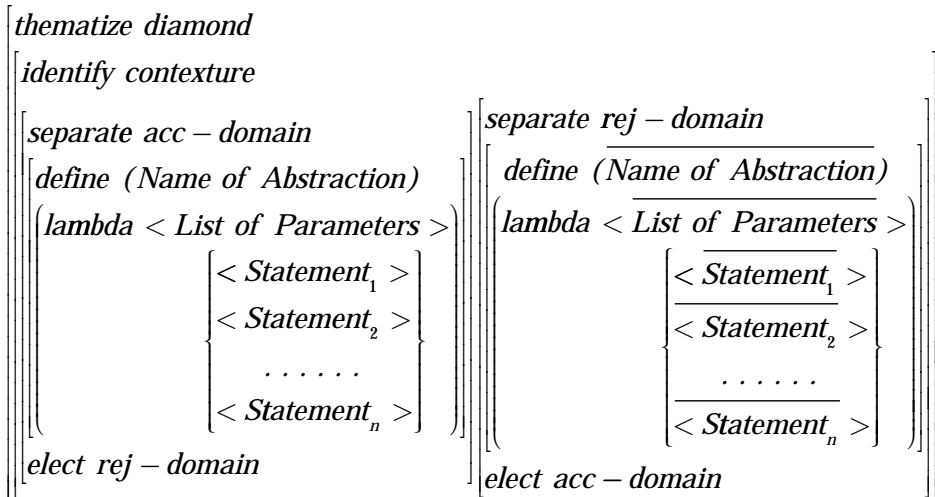 thematize diamond
identify contexture
separate acc – domain
define (Name of Abstraction)
lambda < List of Parameters >
< Statement₁ >
< Statement₂ >
. . . . . .
< Statementₙ >
elect rej – domain
separate rej – domain
define (Name of Abstraction)
lambda < List of Parameters >
< Statement₁ >
< Statement₂ >
. . . . . .
< Statementₙ >
elect acc – domain